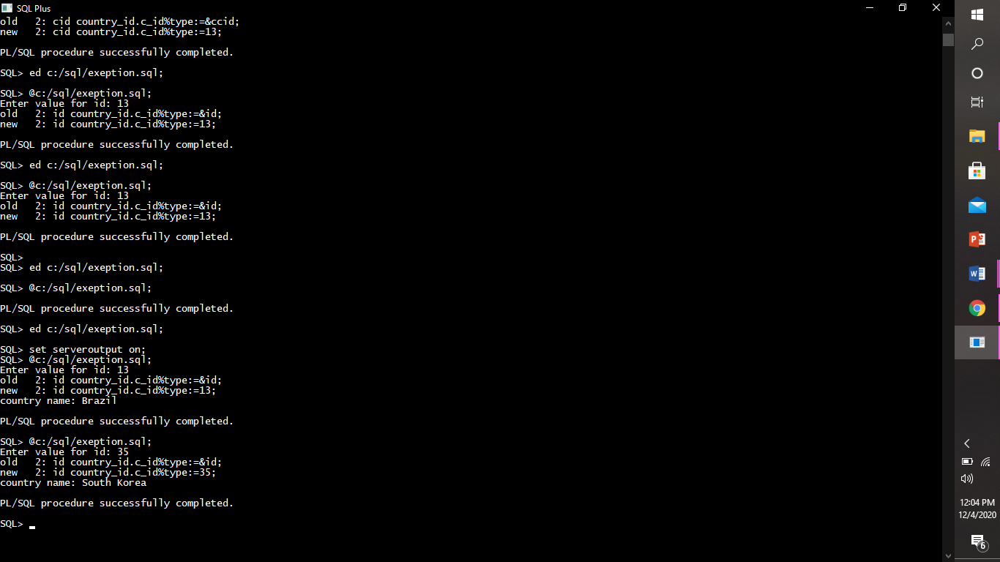 SQL Plus
old   2: cid country_id.c_id%type:=&ccid;
new   2: cid country_id.c_id%type:=13;
PL/SQL procedure successfully completed.
SQL> ed c:/sql/exeption.sql;
SQL> @c:/sql/exeption.sql;
Enter value for id: 13
old   2: id country_id.c_id%type:=&id;
new   2: id country_id.c_id%type:=13;
PL/SQL procedure successfully completed.
SQL> ed c:/sql/exeption.sql;
SQL> @c:/sql/exeption.sql;
Enter value for id: 13
old   2: id country_id.c_id%type:=&id;
new   2: id country_id.c_id%type:=13;
PL/SQL procedure successfully completed.
SQL>
SQL> ed c:/sql/exeption.sql;
SQL> @c:/sql/exeption.sql;
PL/SQL procedure successfully completed.
SQL> ed c:/sql/exeption.sql;
SQL> set serveroutput on;
SQL> @c:/sql/exeption.sql;
Enter value for id: 13
old   2: id country_id.c_id%type:=&id;
new   2: id country_id.c_id%type:=13;
country name: Brazil
PL/SQL procedure successfully completed.
SQL> @c:/sql/exeption.sql;
Enter value for id: 35
old   2: id country_id.c_id%type:=&id;
new   2: id country_id.c_id%type:=35;
country name: South Korea
PL/SQL procedure successfully completed.
SQL>
12:04 PM
12/4/2020
6